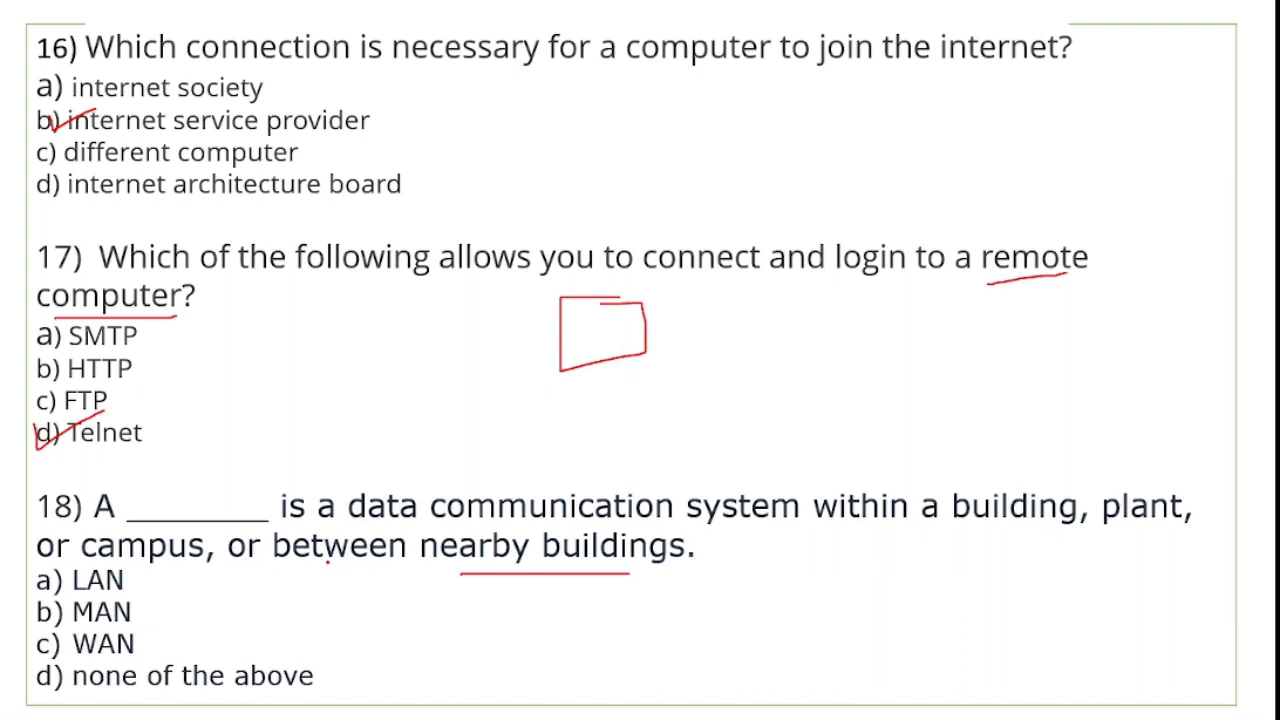 16) Which connection is necessary for a computer to join the internet?
a) internet society
b) internet service provider
c) different computer
d) internet architecture board
17) Which of the following allows you to connect and login to a remote
computer?
a) SMTP
b) HTTP
c) FTP
d) Telnet
18) A ________ is a data communication system within a building, plant,
or campus, or between nearby buildings.
a) LAN
b) MAN
c) WAN
d) none of the above